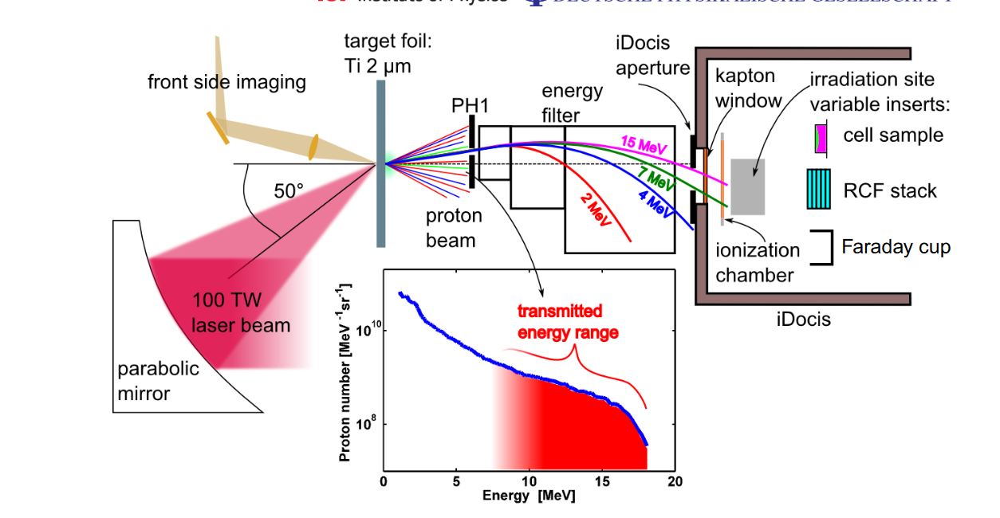 target foil:
Ti 2 µm
front side imaging
PH1
energy
filter
iDocis
aperture
kapton
window
irradiation site
variable inserts:
cell sample
RCF stack
Faraday cup
15 MeV
7 MeV
4 MeV
2 MeV
50°
proton
beam
ionization
chamber
iDocis
100 TW
laser beam
parabolic
mirror
transmitted
energy range
Proton number [MeV⁻¹sr⁻¹]
10¹⁰
10⁸
0 5 10 15 20
Energy [MeV]